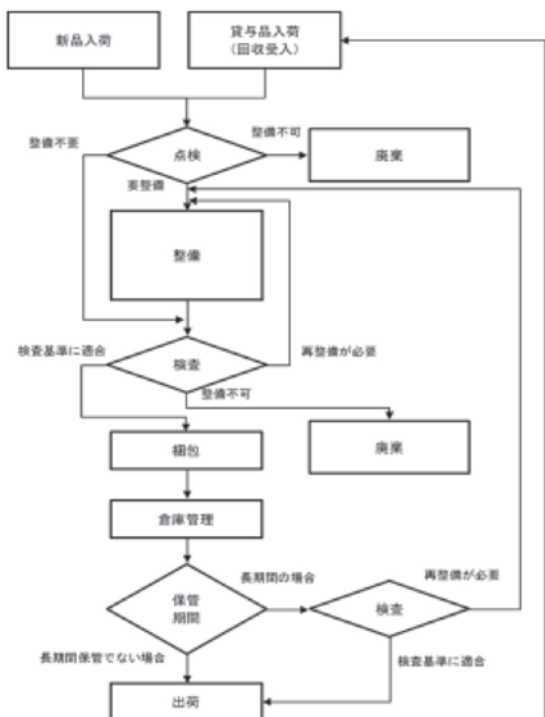 新品入荷
貸与品入荷
(回収受入)
整備不要
点検
整備不可
廃棄
要整備
整備
検査基準に適合
検査
再整備が必要
整備不可
廃棄
梱包
倉庫管理
保管
期間
長期間の場合
検査
再整備が必要
長期間保管でない場合
検査基準に適合
出荷